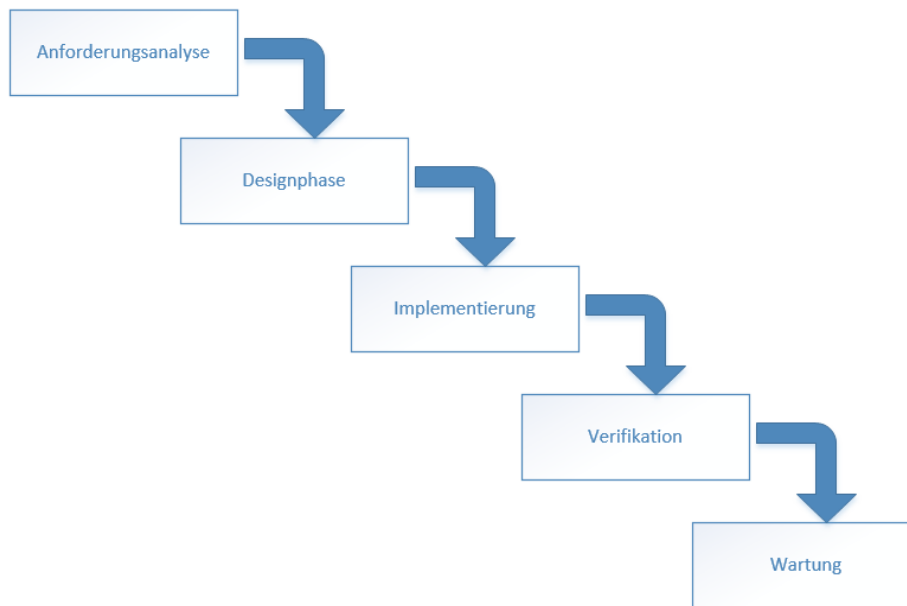 Anforderungsanalyse
Designphase
Implementierung
Verifikation
Wartung